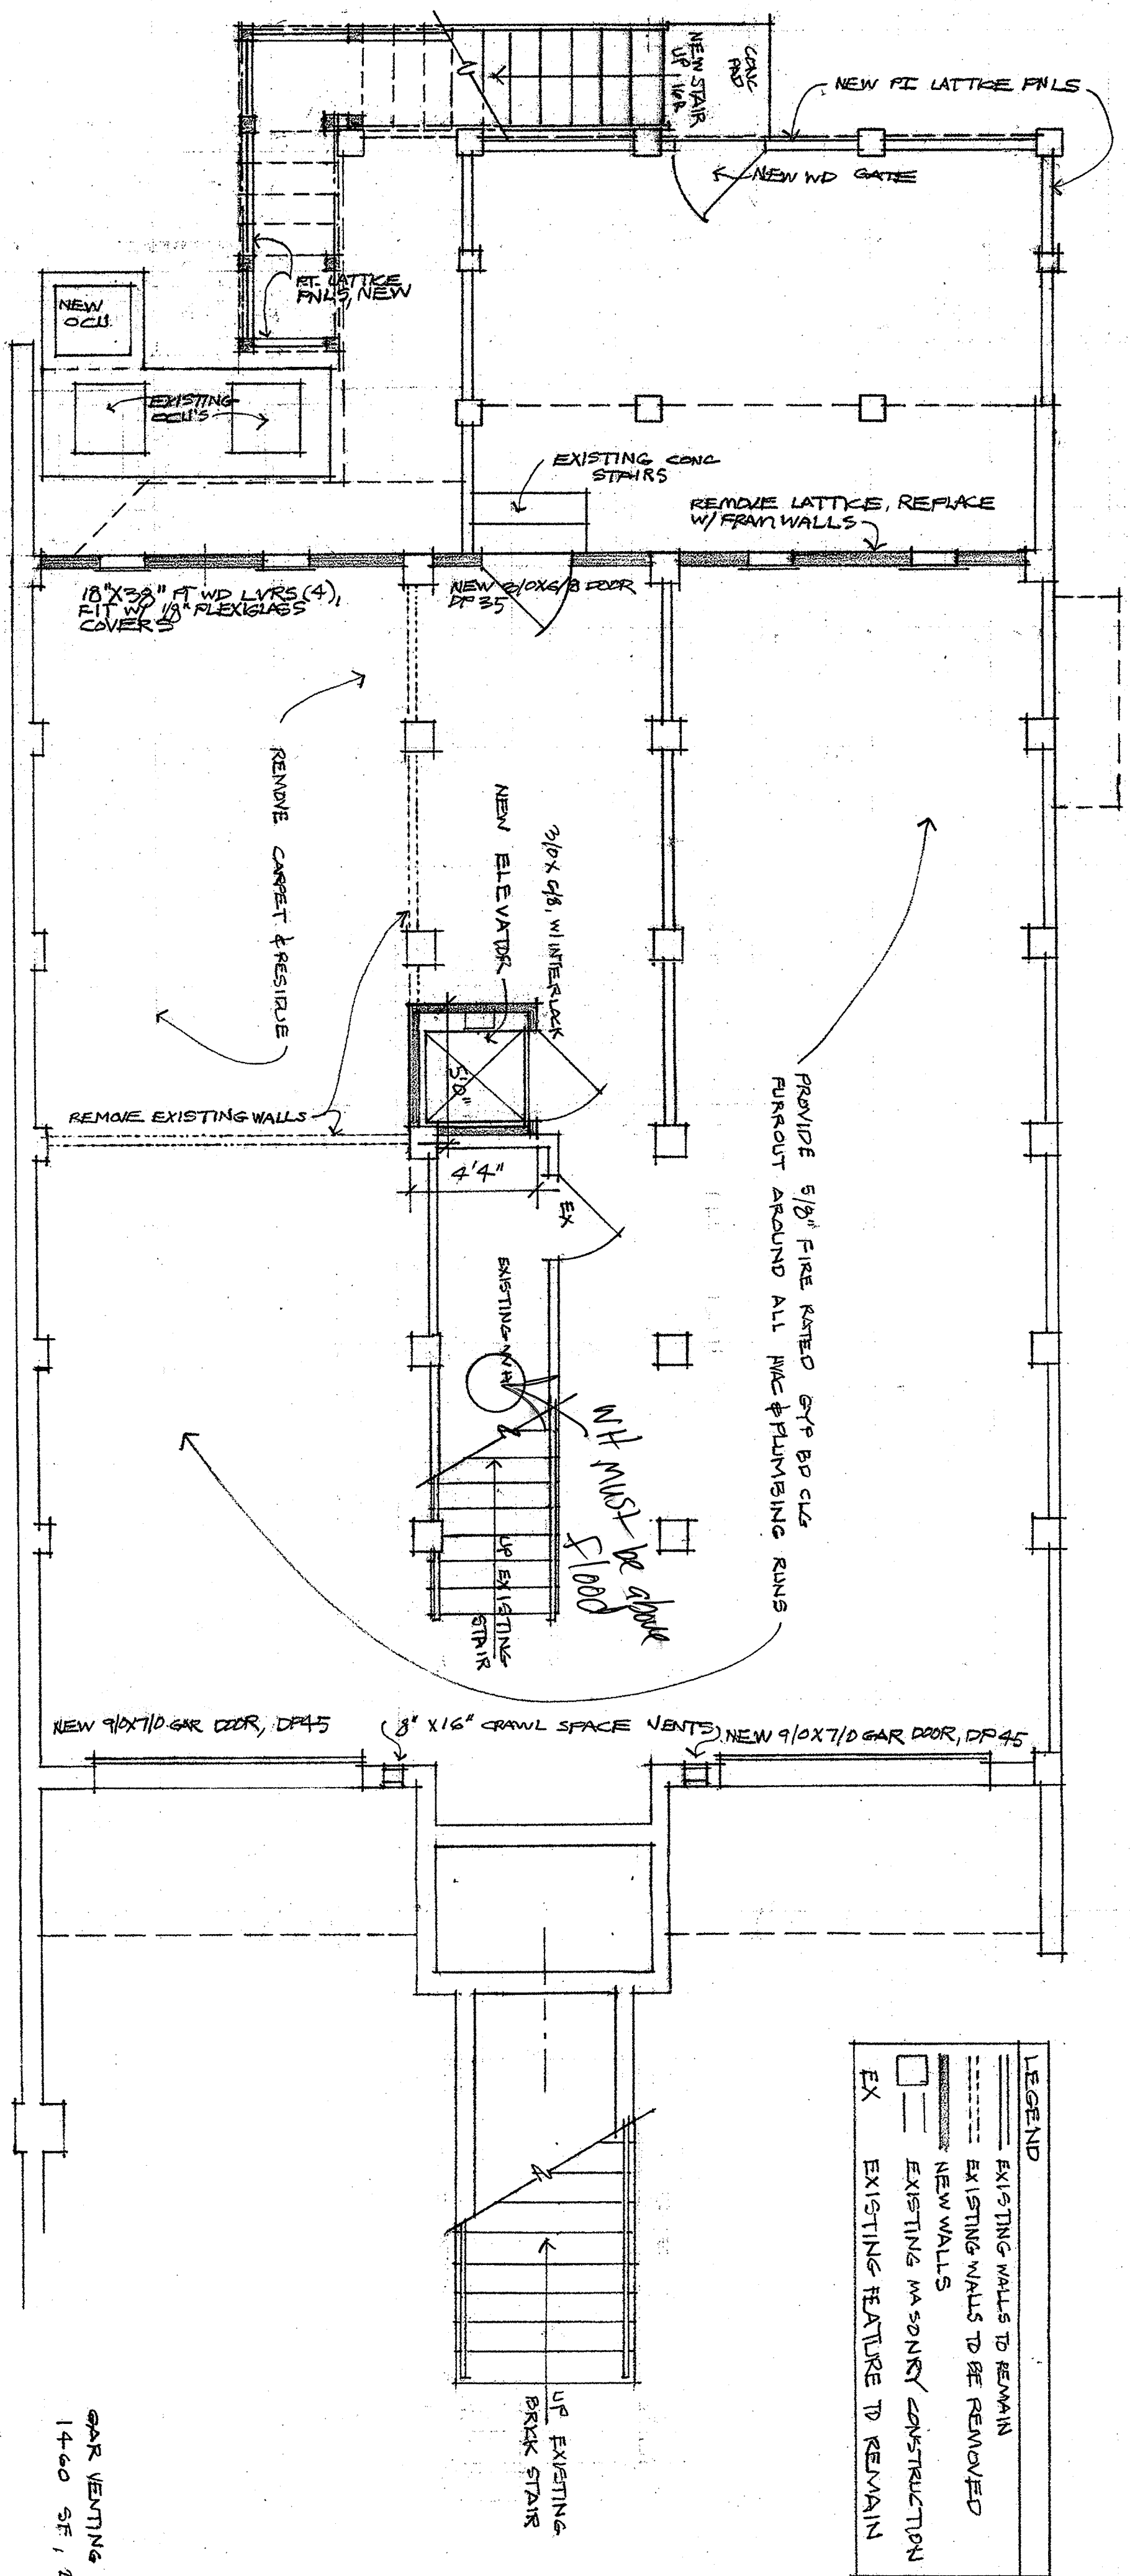 CONC
PAD
NEW STAIR
UP 16R
NEW PT LATTICE PNLS
NEW WD GATE
PT. LATTICE
PNLS, NEW
NEW
OCU
EXISTING
OCU'S
EXISTING CONC
STAIRS
REMOVE LATTICE, REPLACE
W/ FRAM WALLS
18"X38" PT WD LVRS (4),
FIT W/ 1/8" PLEXIGLASS
COVERS
NEW 3/0X6/8 DOOR
DP 35
REMOVE CARPET & RESIDUE
NEW ELEVATOR
3/0X 6/8, W/ INTERLOCK
5'0"
REMOVE EXISTING WALLS
4'4"
EX
PROVIDE 5/8" FIRE RATED GYP BD CLG
FURROUT AROUND ALL HVAC & PLUMBING RUNS
EXISTING WH
WH MUST be above
flood
UP EXISTING
STAIR
NEW 9/0X7/0 GAR DOOR, DP45
8" X16" CRAWL SPACE VENTS
NEW 9/0X7/0 GAR DOOR, DP45
LEGEND
EXISTING WALLS TO REMAIN
EXISTING WALLS TO BE REMOVED
NEW WALLS
EXISTING MASONRY CONSTRUCTION
EX EXISTING FEATURE TO REMAIN
UP EXISTING
BRICK STAIR
GAR VENTING
1460 SF,